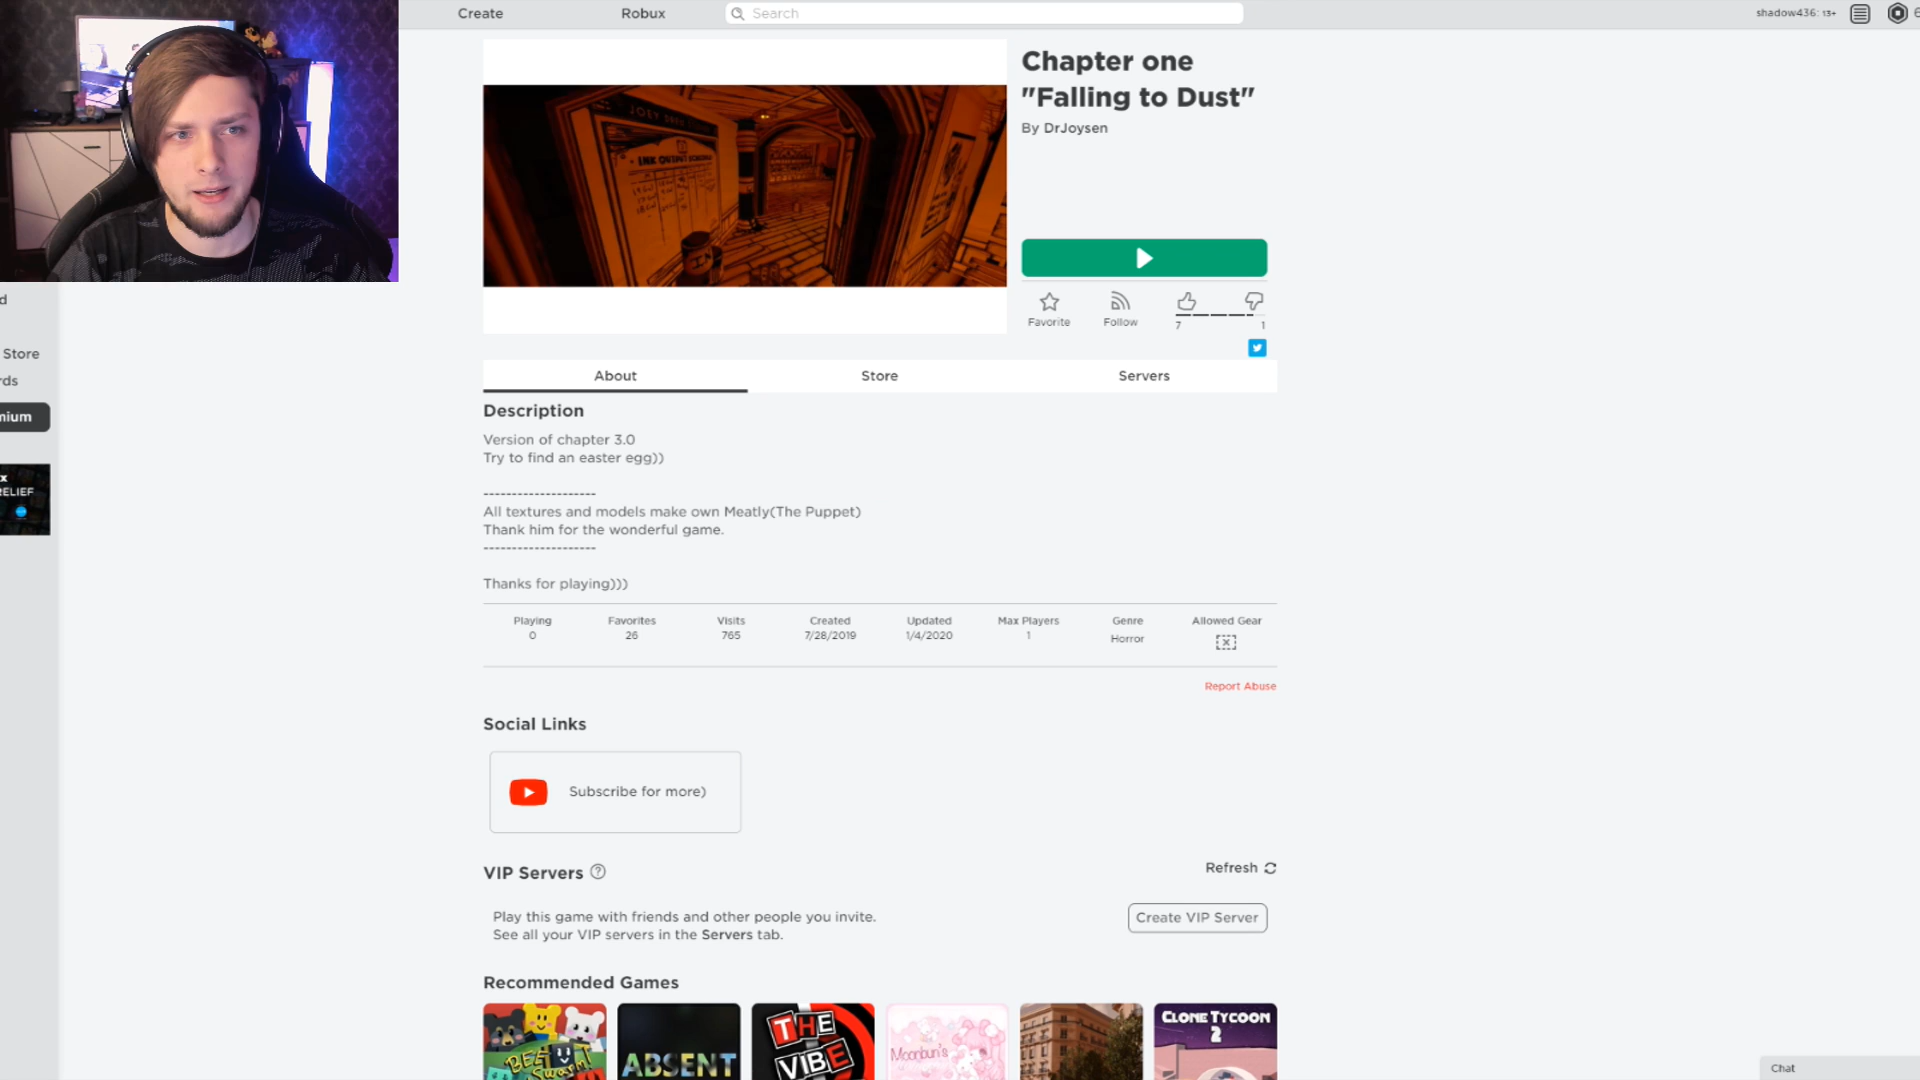 Create
Robux
Search
shadow436: 13+
Chapter one
"Falling to Dust"
By DrJoysen
JOEY
INK OUTPUT
Favorite
Follow
7
1
d
Store
rds
mium
x
RELIEF
About
Store
Servers
Description
Version of chapter 3.0
Try to find an easter egg))
--------------------
All textures and models make own Meatly(The Puppet)
Thank him for the wonderful game.
--------------------
Thanks for playing)))
Playing
Favorites
Visits
Created
Updated
Max Players
Genre
Allowed Gear
0
26
765
7/28/2019
1/4/2020
1
Horror
Report Abuse
Social Links
Subscribe for more)
VIP Servers
Refresh
Play this game with friends and other people you invite.
See all your VIP servers in the Servers tab.
Create VIP Server
Recommended Games
BEE
Swarm
ABSENT
THE
VIBE
Moonbun's
CLONE TYCOON
2
Chat